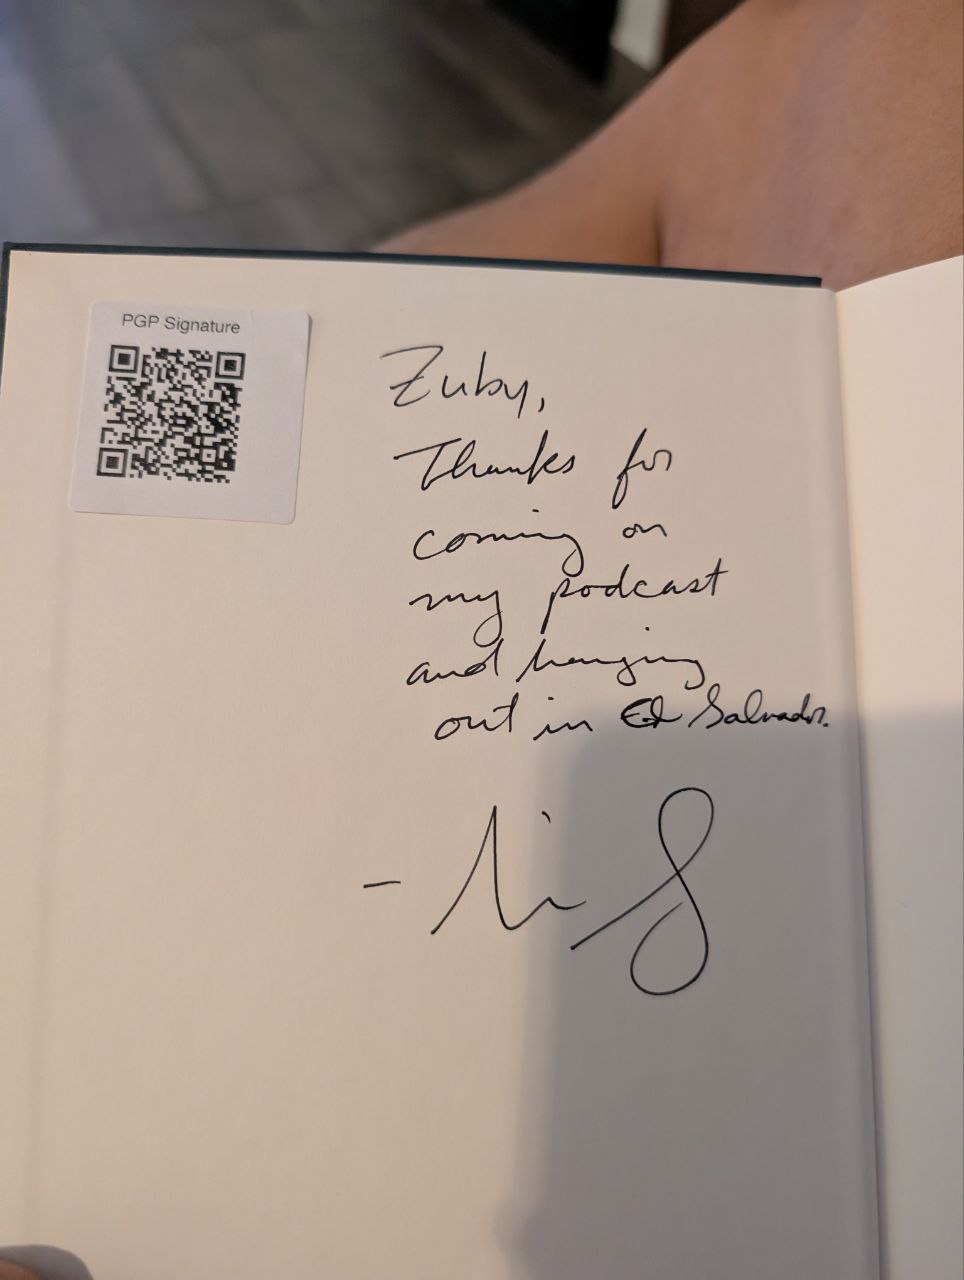 PGP Signature
Zuby,
Thanks for
coming on
my podcast
and hanging
out in El Salvador.